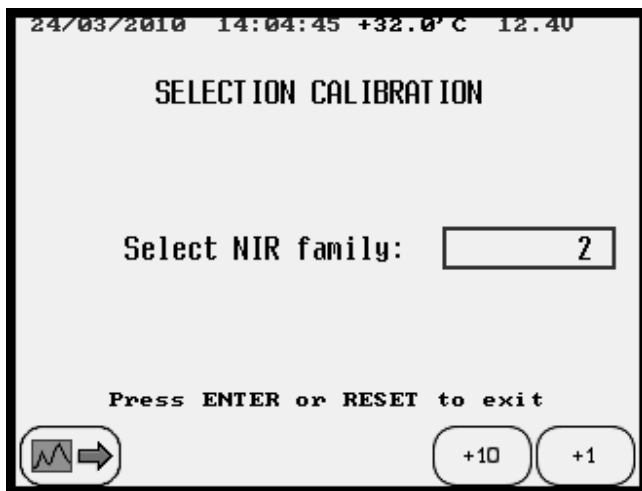 24/03/2010 14:04:45 +32.0°C 12.4V
SELECTION CALIBRATION
Select NIR family: 2
Press ENTER or RESET to exit
+10 +1